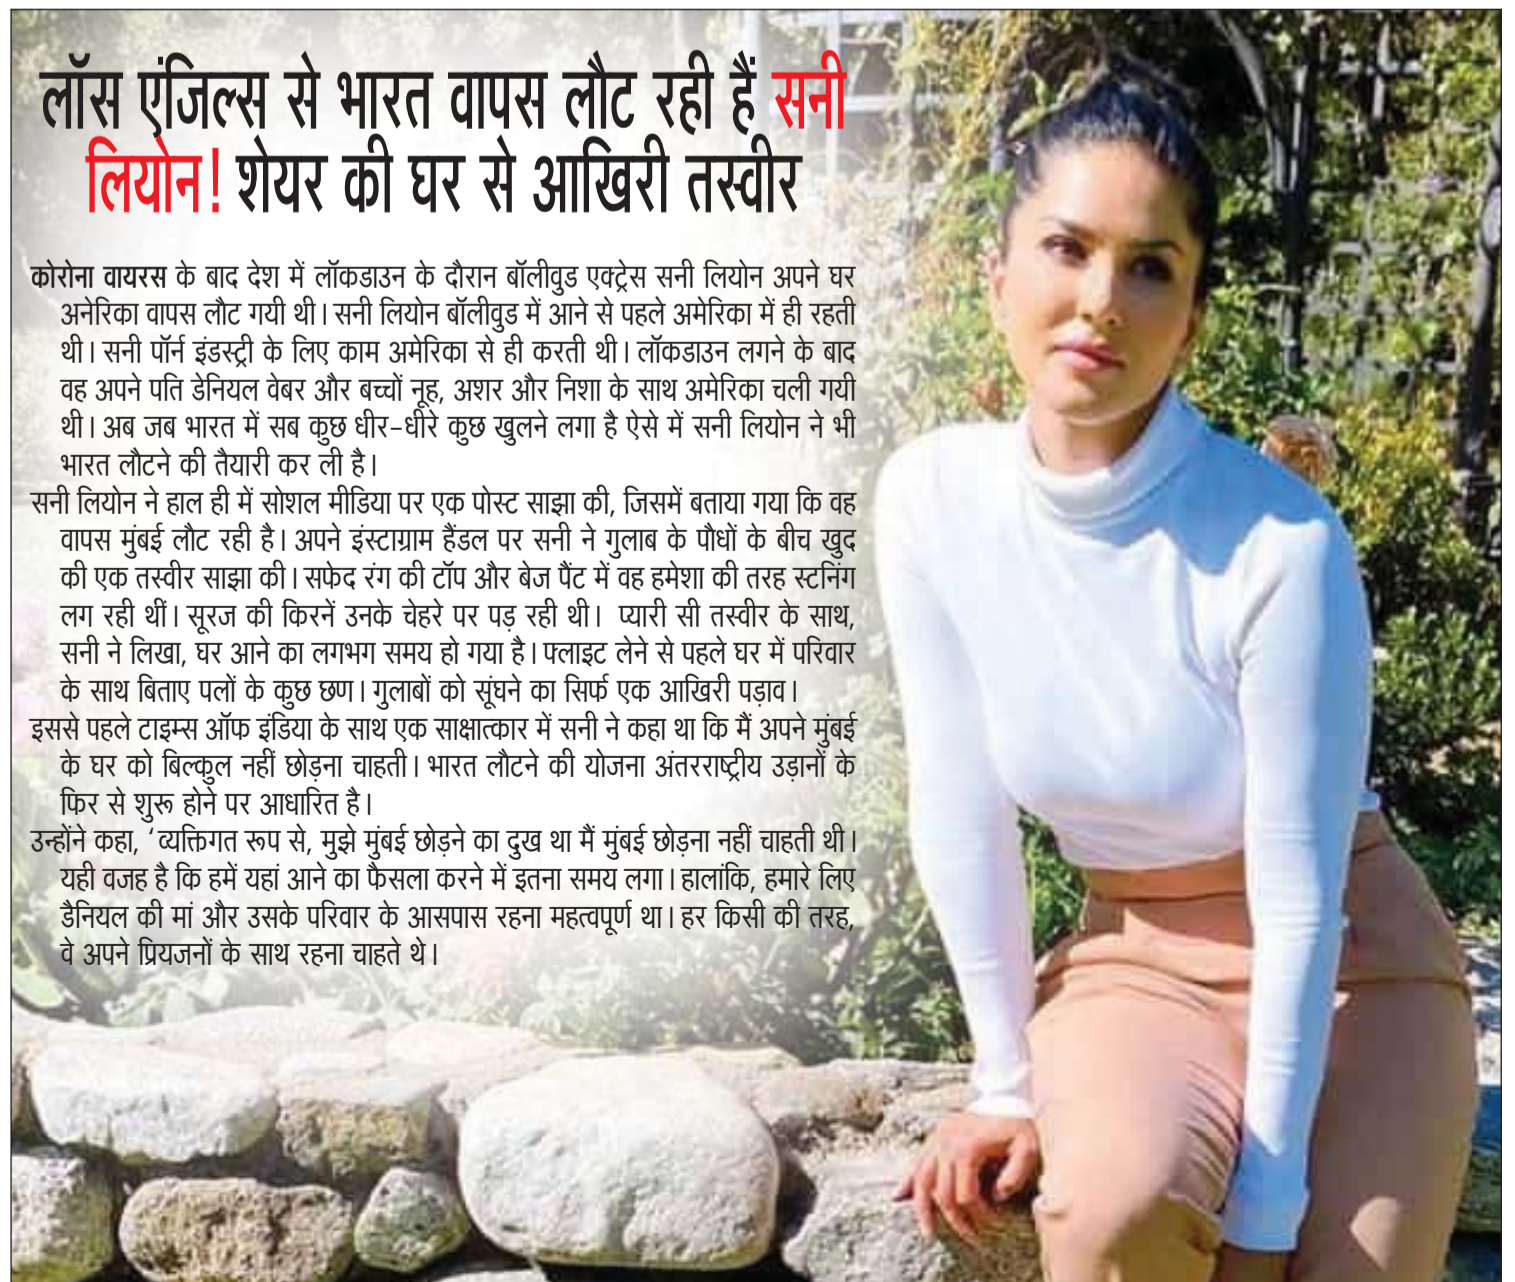 लॉस एंजिल्स से भारत वापस लौट रही हैं सनी
लियोन! शेयर की घर से आखिरी तस्वीर
कोरोना वायरस के बाद देश में लॉकडाउन के दौरान बॉलीवुड एक्ट्रेस सनी लियोन अपने घर
अनेरिका वापस लौट गयी थी। सनी लियोन बॉलीवुड में आने से पहले अमेरिका में ही रहती
थी। सनी पॉर्न इंडस्ट्री के लिए काम अमेरिका से ही करती थी। लॉकडाउन लगने के बाद
वह अपने पति डेनियल वेबर और बच्चों नूह, अशर और निशा के साथ अमेरिका चली गयी
थी। अब जब भारत में सब कुछ धीर-धीरे कुछ खुलने लगा है ऐसे में सनी लियोन ने भी
भारत लौटने की तैयारी कर ली है।
सनी लियोन ने हाल ही में सोशल मीडिया पर एक पोस्ट साझा की, जिसमें बताया गया कि वह
वापस मुंबई लौट रही है। अपने इंस्टाग्राम हैंडल पर सनी ने गुलाब के पौधों के बीच खुद
की एक तस्वीर साझा की। सफेद रंग की टॉप और बेज पैंट में वह हमेशा की तरह स्टनिंग
लग रही थीं। सूरज की किरनें उनके चेहरे पर पड़ रही थी। प्यारी सी तस्वीर के साथ,
सनी ने लिखा, घर आने का लगभग समय हो गया है। फ्लाइट लेने से पहले घर में परिवार
के साथ बिताए पलों के कुछ छण। गुलाबों को सूंघने का सिर्फ एक आखिरी पड़ाव।
इससे पहले टाइम्स ऑफ इंडिया के साथ एक साक्षात्कार में सनी ने कहा था कि मैं अपने मुंबई
के घर को बिल्कुल नहीं छोड़ना चाहती। भारत लौटने की योजना अंतरराष्ट्रीय उड़ानों के
फिर से शुरू होने पर आधारित है।
उन्होंने कहा, ‘व्यक्तिगत रूप से, मुझे मुंबई छोड़ने का दुख था मैं मुंबई छोड़ना नहीं चाहती थी।
यही वजह है कि हमें यहां आने का फैसला करने में इतना समय लगा। हालांकि, हमारे लिए
डैनियल की मां और उसके परिवार के आसपास रहना महत्वपूर्ण था। हर किसी की तरह,
वे अपने प्रियजनों के साथ रहना चाहते थे।